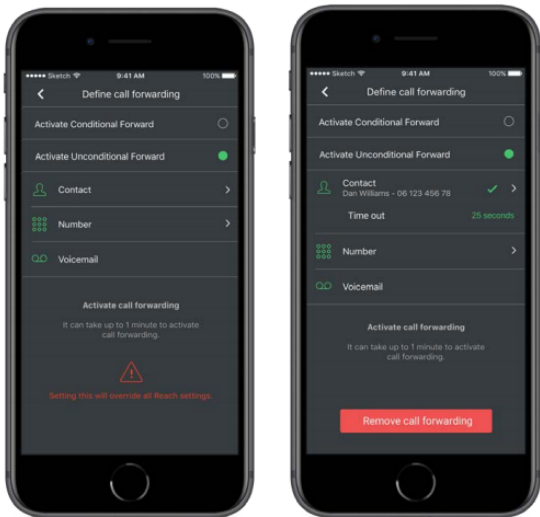 Sketch 9:41 AM 100%
Define call forwarding
Activate Conditional Forward
Activate Unconditional Forward
Contact
Number
Voicemail
Activate call forwarding
It can take up to 1 minute to activate
call forwarding.
Setting this will override all Reach settings.
Sketch 9:41 AM 100%
Define call forwarding
Activate Conditional Forward
Activate Unconditional Forward
Contact
Dan Williams - 06 123 456 78
Time out 25 seconds
Number
Voicemail
Activate call forwarding
It can take up to 1 minute to activate
call forwarding.
Remove call forwarding